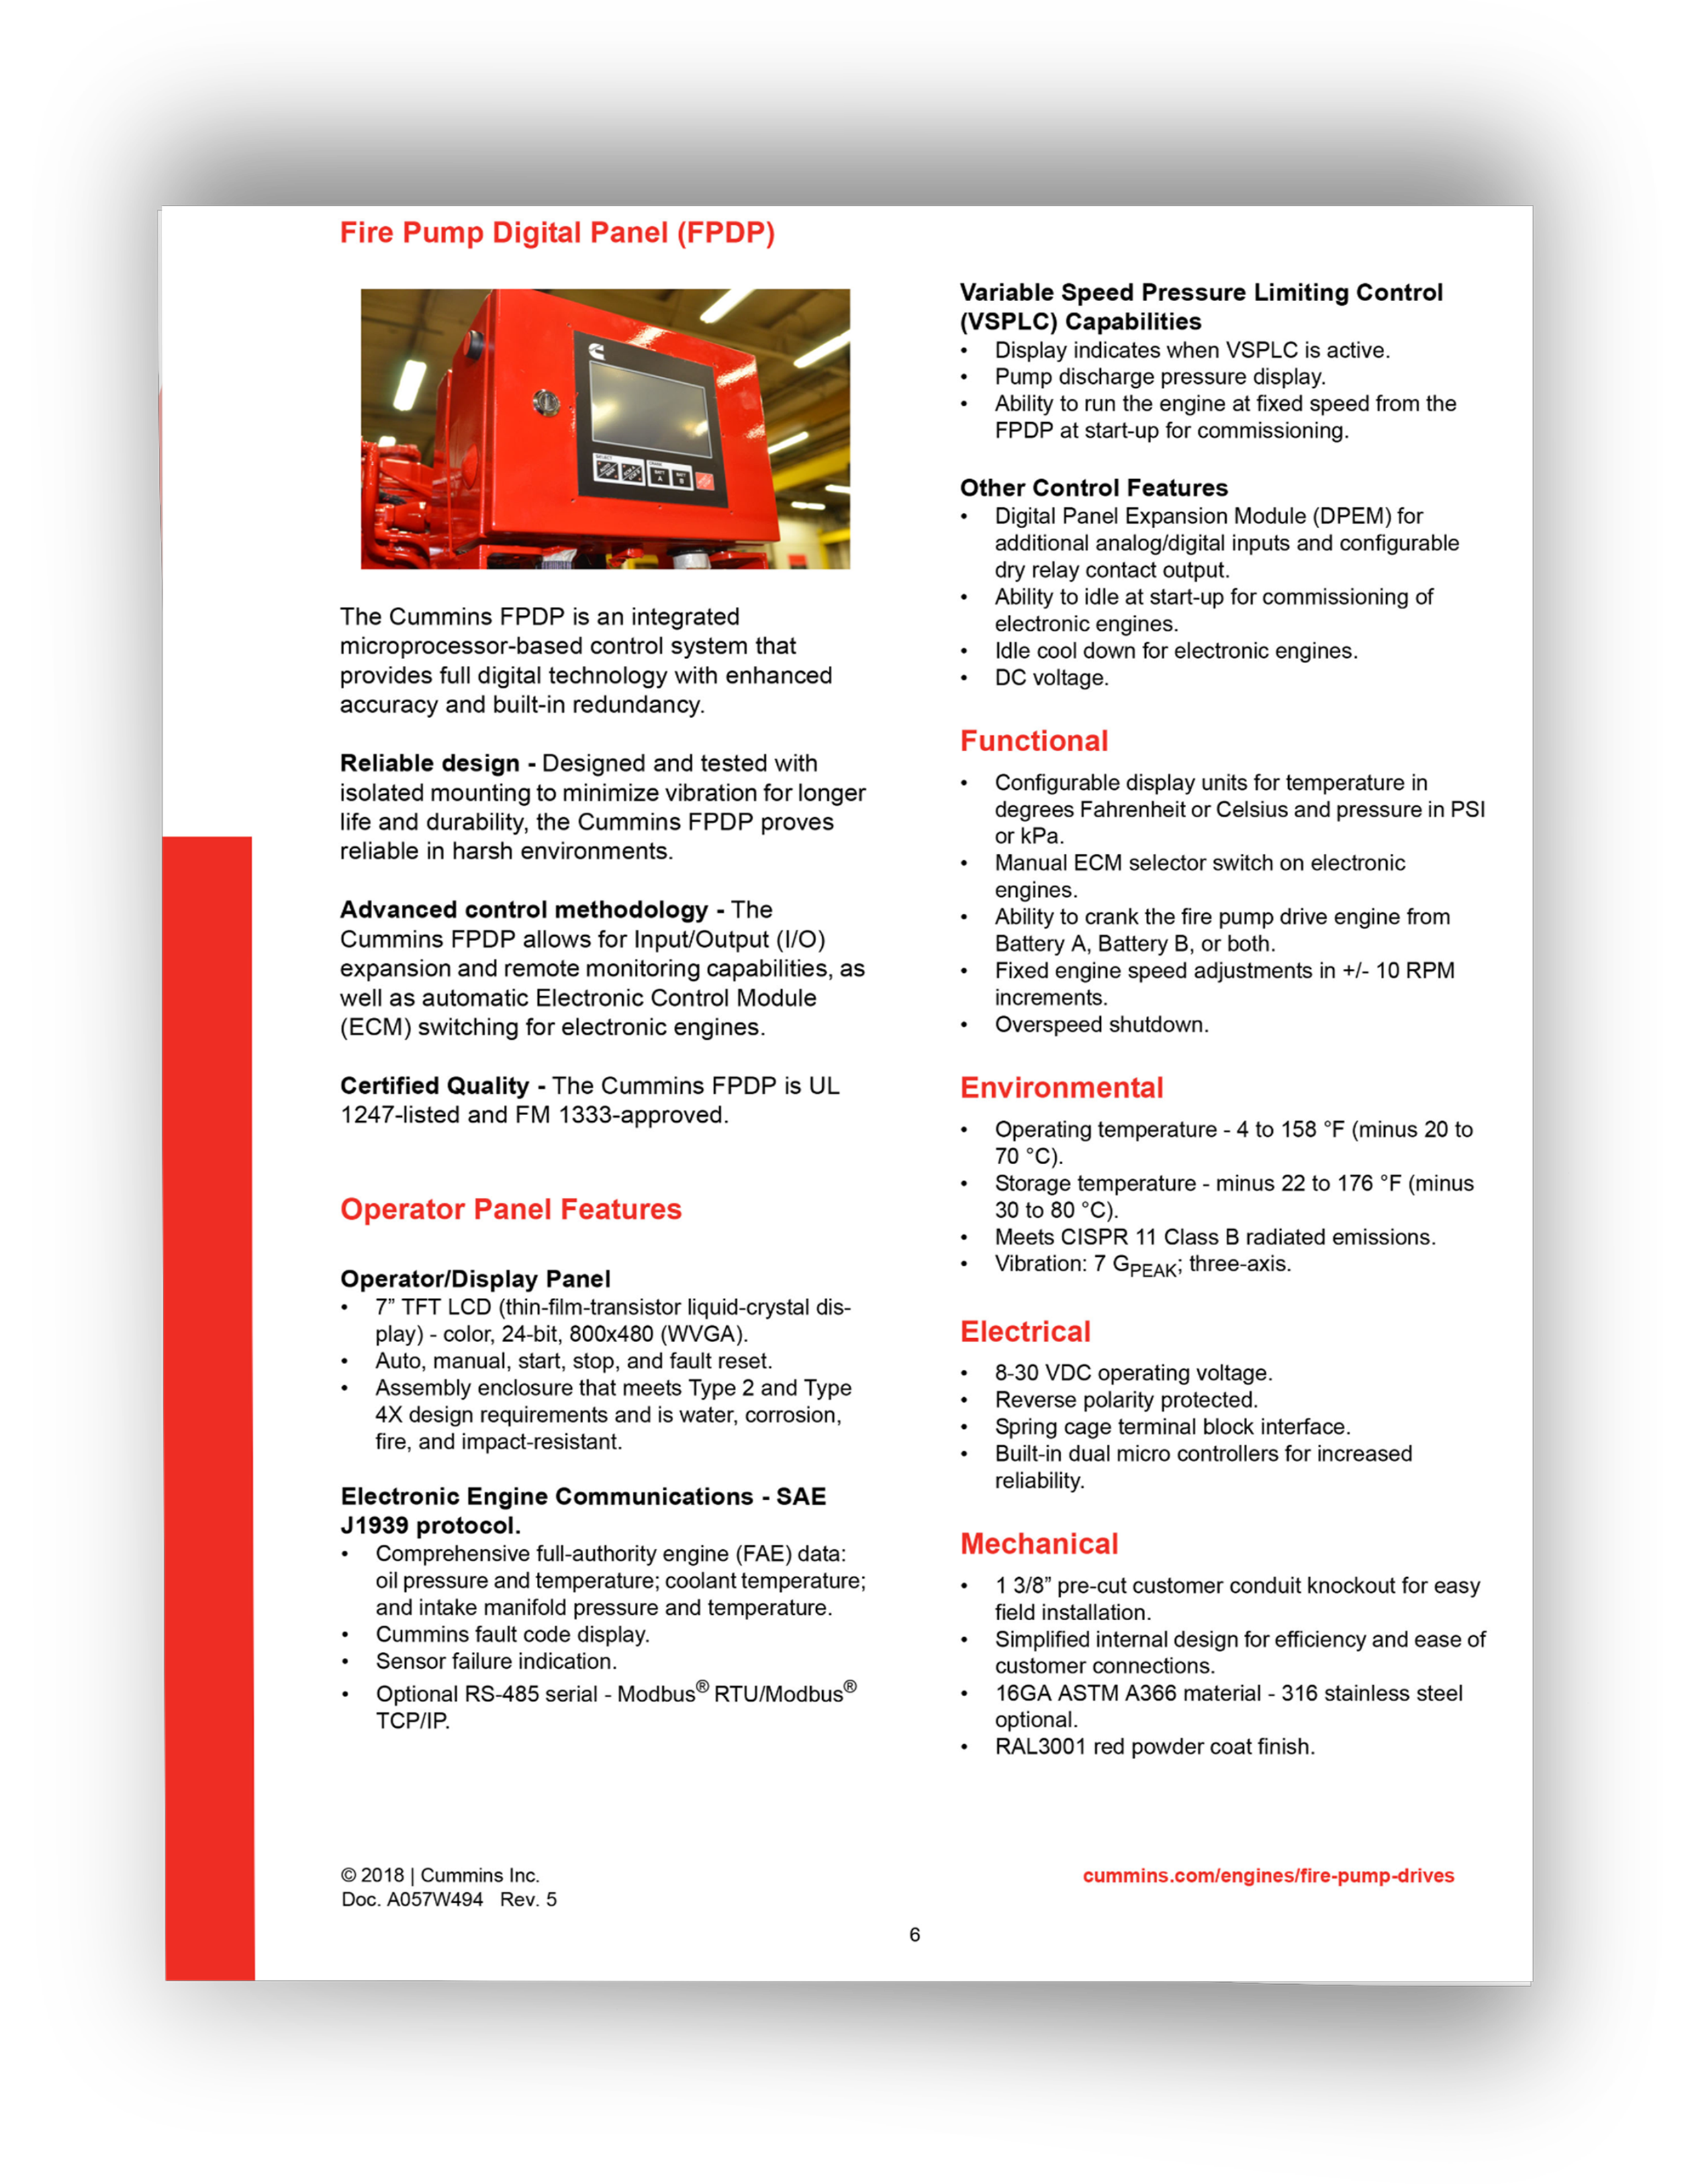 Fire Pump Digital Panel (FPDP)
The Cummins FPDP is an integrated
microprocessor-based control system that
provides full digital technology with enhanced
accuracy and built-in redundancy.
Reliable design - Designed and tested with
isolated mounting to minimize vibration for longer
life and durability, the Cummins FPDP proves
reliable in harsh environments.
Advanced control methodology - The
Cummins FPDP allows for Input/Output (I/O)
expansion and remote monitoring capabilities, as
well as automatic Electronic Control Module
(ECM) switching for electronic engines.
Certified Quality - The Cummins FPDP is UL
1247-listed and FM 1333-approved.
Operator Panel Features
Operator/Display Panel
• 7” TFT LCD (thin-film-transistor liquid-crystal dis-
play) - color, 24-bit, 800x480 (WVGA).
• Auto, manual, start, stop, and fault reset.
• Assembly enclosure that meets Type 2 and Type
4X design requirements and is water, corrosion,
fire, and impact-resistant.
Electronic Engine Communications - SAE
J1939 protocol.
• Comprehensive full-authority engine (FAE) data:
oil pressure and temperature; coolant temperature;
and intake manifold pressure and temperature.
• Cummins fault code display.
• Sensor failure indication.
• Optional RS-485 serial - Modbus® RTU/Modbus®
TCP/IP.
Variable Speed Pressure Limiting Control
(VSPLC) Capabilities
• Display indicates when VSPLC is active.
• Pump discharge pressure display.
• Ability to run the engine at fixed speed from the
FPDP at start-up for commissioning.
Other Control Features
• Digital Panel Expansion Module (DPEM) for
additional analog/digital inputs and configurable
dry relay contact output.
• Ability to idle at start-up for commissioning of
electronic engines.
• Idle cool down for electronic engines.
• DC voltage.
Functional
• Configurable display units for temperature in
degrees Fahrenheit or Celsius and pressure in PSI
or kPa.
• Manual ECM selector switch on electronic
engines.
• Ability to crank the fire pump drive engine from
Battery A, Battery B, or both.
• Fixed engine speed adjustments in +/- 10 RPM
increments.
• Overspeed shutdown.
Environmental
• Operating temperature - 4 to 158 °F (minus 20 to
70 °C).
• Storage temperature - minus 22 to 176 °F (minus
30 to 80 °C).
• Meets CISPR 11 Class B radiated emissions.
• Vibration: 7 GPEAK; three-axis.
Electrical
• 8-30 VDC operating voltage.
• Reverse polarity protected.
• Spring cage terminal block interface.
• Built-in dual micro controllers for increased
reliability.
Mechanical
• 1 3/8” pre-cut customer conduit knockout for easy
field installation.
• Simplified internal design for efficiency and ease of
customer connections.
• 16GA ASTM A366 material - 316 stainless steel
optional.
• RAL3001 red powder coat finish.
© 2018 | Cummins Inc.
Doc. A057W494 Rev. 5
cummins.com/engines/fire-pump-drives
6